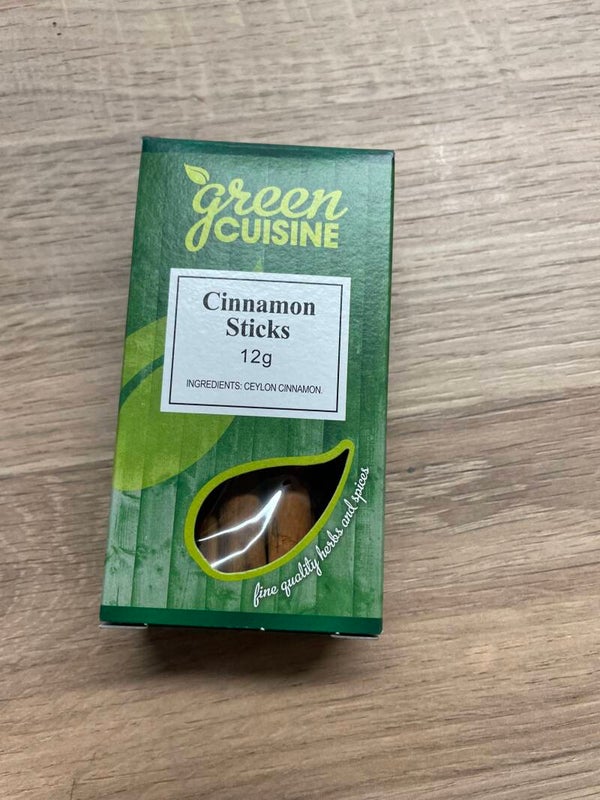 green
CUISINE
Cinnamon
Sticks
12g
INGREDIENTS: CEYLON CINNAMON.
fine quality herbs and spices